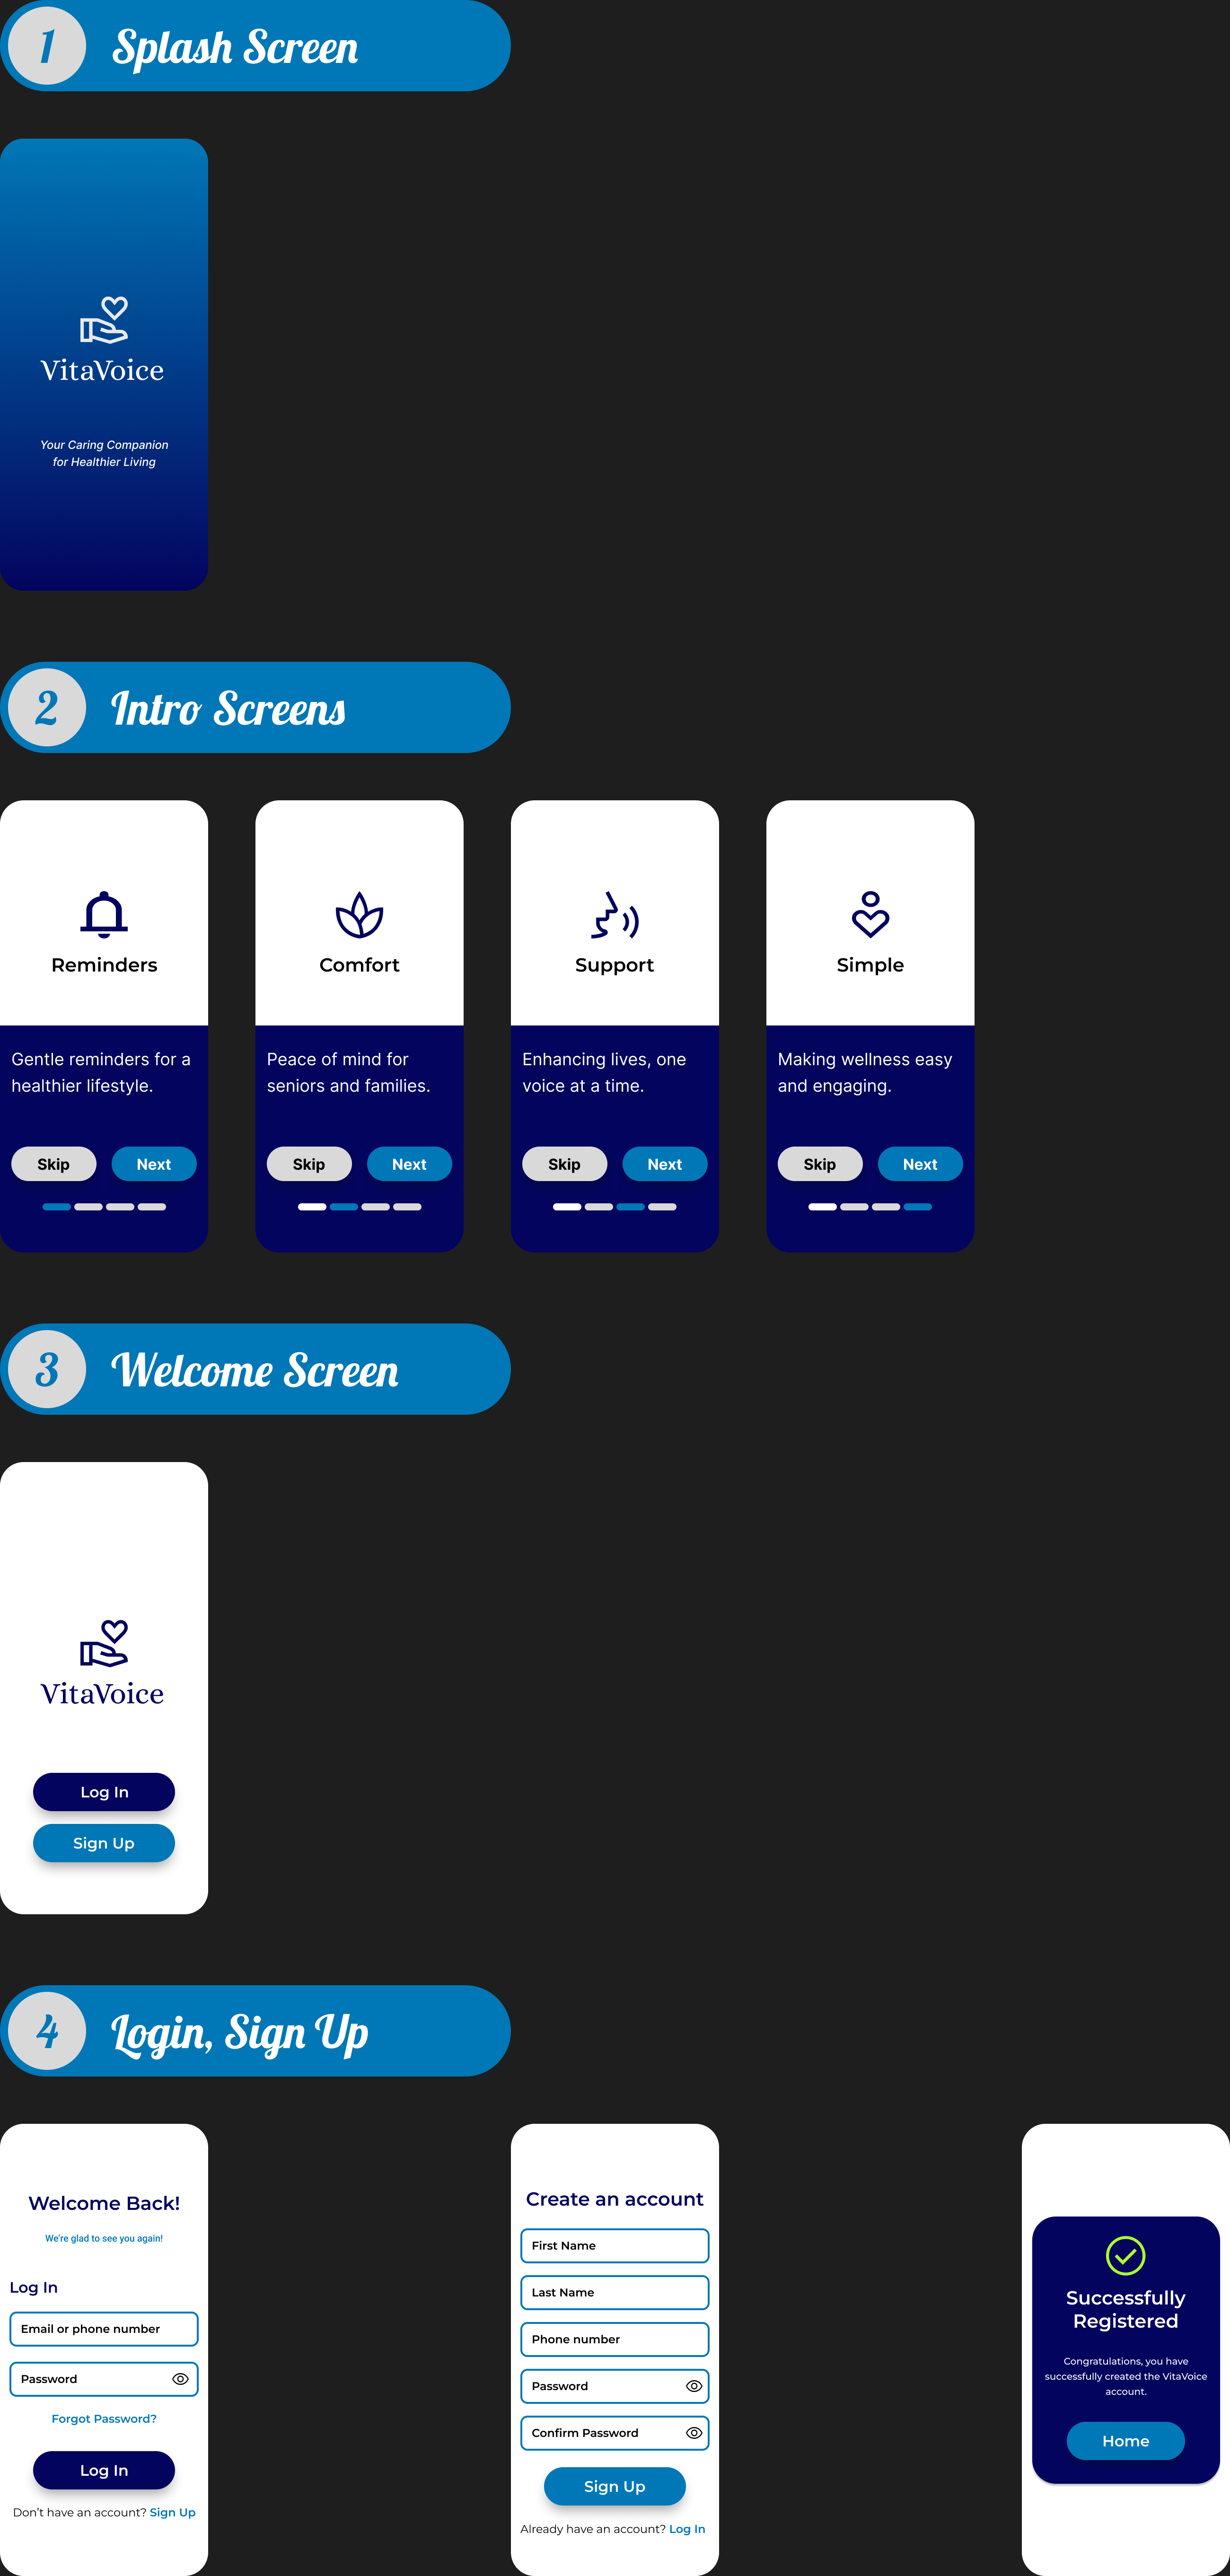 1
Splash Screen
VitaVoice
Your Caring Companion
for Healthier Living
2
Intro Screens
Reminders
Gentle reminders for a
healthier lifestyle.
Skip
Next
Comfort
Peace of mind for
seniors and families.
Skip
Next
Support
Enhancing lives, one
voice at a time.
Skip
Next
Simple
Making wellness easy
and engaging.
Skip
Next
3
Welcome Screen
VitaVoice
Log In
Sign Up
4
Login, Sign Up
Welcome Back!
We're glad to see you again!
Log In
Email or phone number
Password
Forgot Password?
Log In
Don't have an account? Sign Up
Create an account
First Name
Last Name
Phone number
Password
Confirm Password
Sign Up
Already have an account? Log In
Successfully
Registered
Congratulations, you have
successfully created the VitaVoice
account.
Home